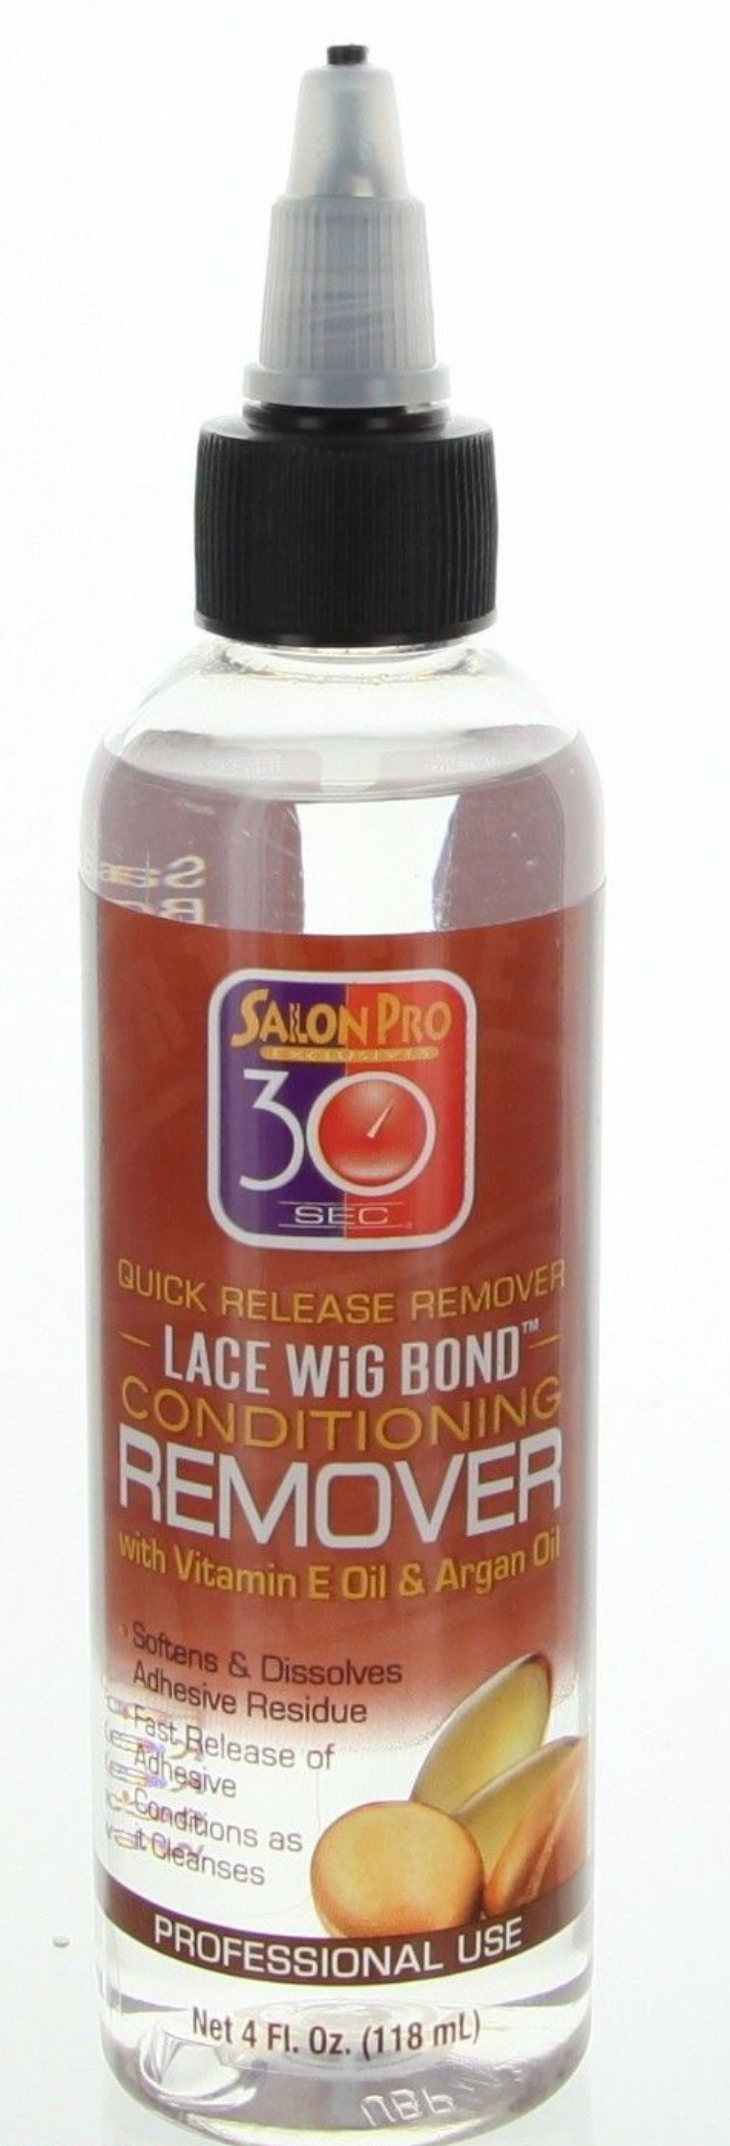 SALON PRO
EXCLUSIVES
30
SEC
QUICK RELEASE REMOVER
LACE WiG BOND™
CONDITIONING
REMOVER
with Vitamin E Oil & Argan Oil
• Softens & Dissolves
Adhesive Residue
• Fast Release of
Adhesive
• Conditions as
it Cleanses
PROFESSIONAL USE
Net 4 Fl. Oz. (118 mL)